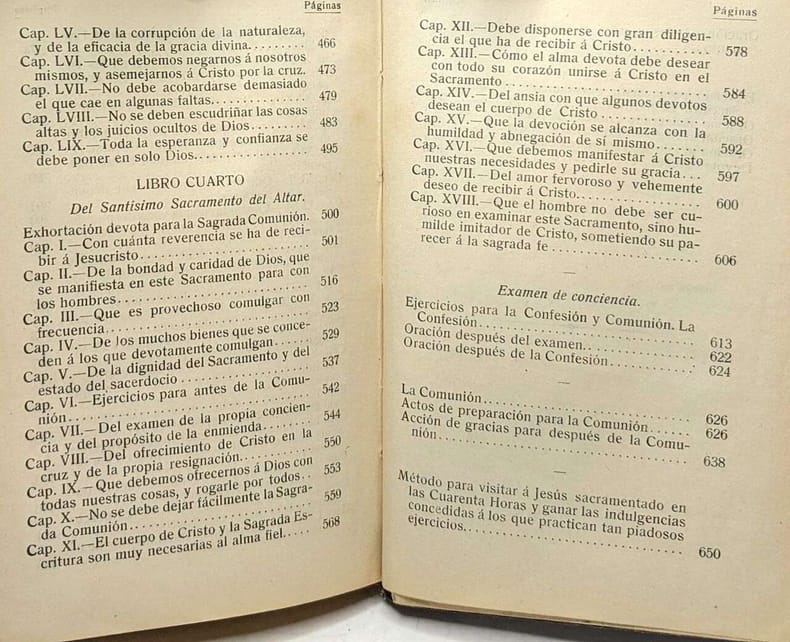 Páginas
Cap. LV.—De la corrupción de la naturaleza,
y de la eficacia de la gracia divina......... 466
Cap. LVI.—Que debemos negarnos á nosotros
mismos, y asemejarnos á Cristo por la cruz. 473
Cap. LVII.—No debe acobardarse demasiado
el que cae en algunas faltas................ 479
Cap. LVIII.—No se deben escudriñar las cosas
altas y los juicios ocultos de Dios......... 483
Cap. LIX.—Toda la esperanza y confianza se
debe poner en solo Dios................ 495
LIBRO CUARTO
Del Santísimo Sacramento del Altar.
Exhortación devota para la Sagrada Comunión. 500
Cap. I.—Con cuánta reverencia se ha de reci-
bir á Jesucristo........................ 501
Cap. II.—De la bondad y caridad de Dios, que
se manifiesta en este Sacramento para con
los hombres........................ 516
Cap. III.—Que es provechoso comulgar con
frecuencia........................ 523
Cap. IV.—De los muchos bienes que se conce-
den á los que devotamente comulgan....... 529
Cap. V.—De la dignidad del Sacramento y del
estado del sacerdocio.................. 537
Cap. VI.—Ejercicios para antes de la Comu-
nión............................ 542
Cap. VII.—Del examen de la propia concien-
cia y del propósito de la enmienda........ 544
Cap. VIII.—Del ofrecimiento de Cristo en la
cruz y de la propia resignación........... 550
Cap. IX.—Que debemos ofrecernos á Dios con
todas nuestras cosas, y rogarle por todos.. 553
Cap. X.—No se debe dejar fácilmente la Sagra-
da Comunión........................ 559
Cap. XI.—El cuerpo de Cristo y la Sagrada Es-
critura son muy necesarias al alma fiel..... 568
Páginas
Cap. XII.—Debe disponerse con gran diligen-
cia el que ha de recibir á Cristo........... 578
Cap. XIII.—Cómo el alma devota debe desear
con todo su corazón unirse á Cristo en el
Sacramento........................ 584
Cap. XIV.—Del ansia con que algunos devotos
desean el cuerpo de Cristo............... 588
Cap. XV.—Que la devoción se alcanza con la
humildad y abnegación de sí mismo....... 592
Cap. XVI.—Que debemos manifestar á Cristo
nuestras necesidades y pedirle su gracia... 597
Cap. XVII.—Del amor fervoroso y vehemente
deseo de recibir á Cristo................. 600
Cap. XVIII.—Que el hombre no debe ser cu-
rioso en examinar este Sacramento, sino hu-
milde imitador de Cristo, sometiendo su pa-
recer á la sagrada fe.................... 606
Examen de conciencia.
Ejercicios para la Confesión y Comunión. La
Confesión........................ 613
Oración después del examen............... 622
Oración después de la Confesión........... 624
La Comunión........................ 626
Actos de preparación para la Comunión...... 626
Acción de gracias para después de la Comu-
nión............................ 638
Método para visitar á Jesús sacramentado en
las Cuarenta Horas y ganar las indulgencias
concedidas á los que practican tan piadosos
ejercicios........................ 650